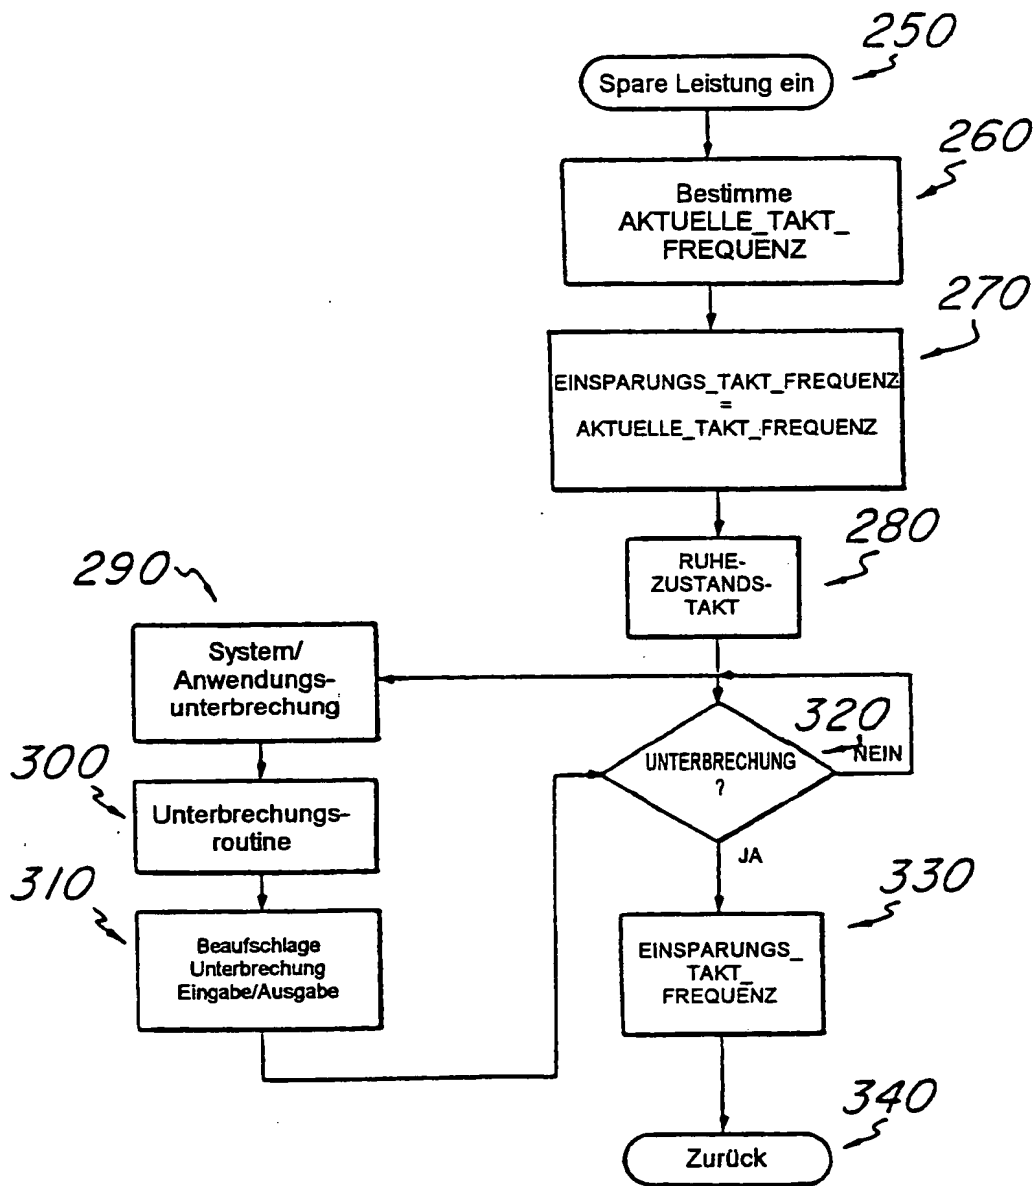 250
Spare Leistung ein
260
Bestimme
AKTUELLE_TAKT_
FREQUENZ
270
EINSPARUNGS_TAKT_FREQUENZ
=
AKTUELLE_TAKT_FREQUENZ
280
RUHE-
ZUSTANDS-
TAKT
290
System/
Anwendungs-
unterbrechung
320
NEIN
UNTERBRECHUNG
?
JA
300
Unterbrechungs-
routine
310
Beaufschlage
Unterbrechung
Eingabe/Ausgabe
330
EINSPARUNGS_
TAKT_
FREQUENZ
340
Zurück